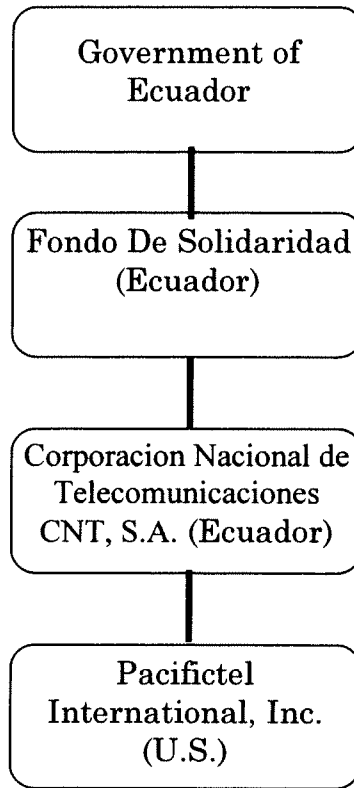 Government of
Ecuador
Fondo De Solidaridad
(Ecuador)
Corporacion Nacional de
Telecomunicaciones
CNT, S.A. (Ecuador)
Pacifictel
International, Inc.
(U.S.)